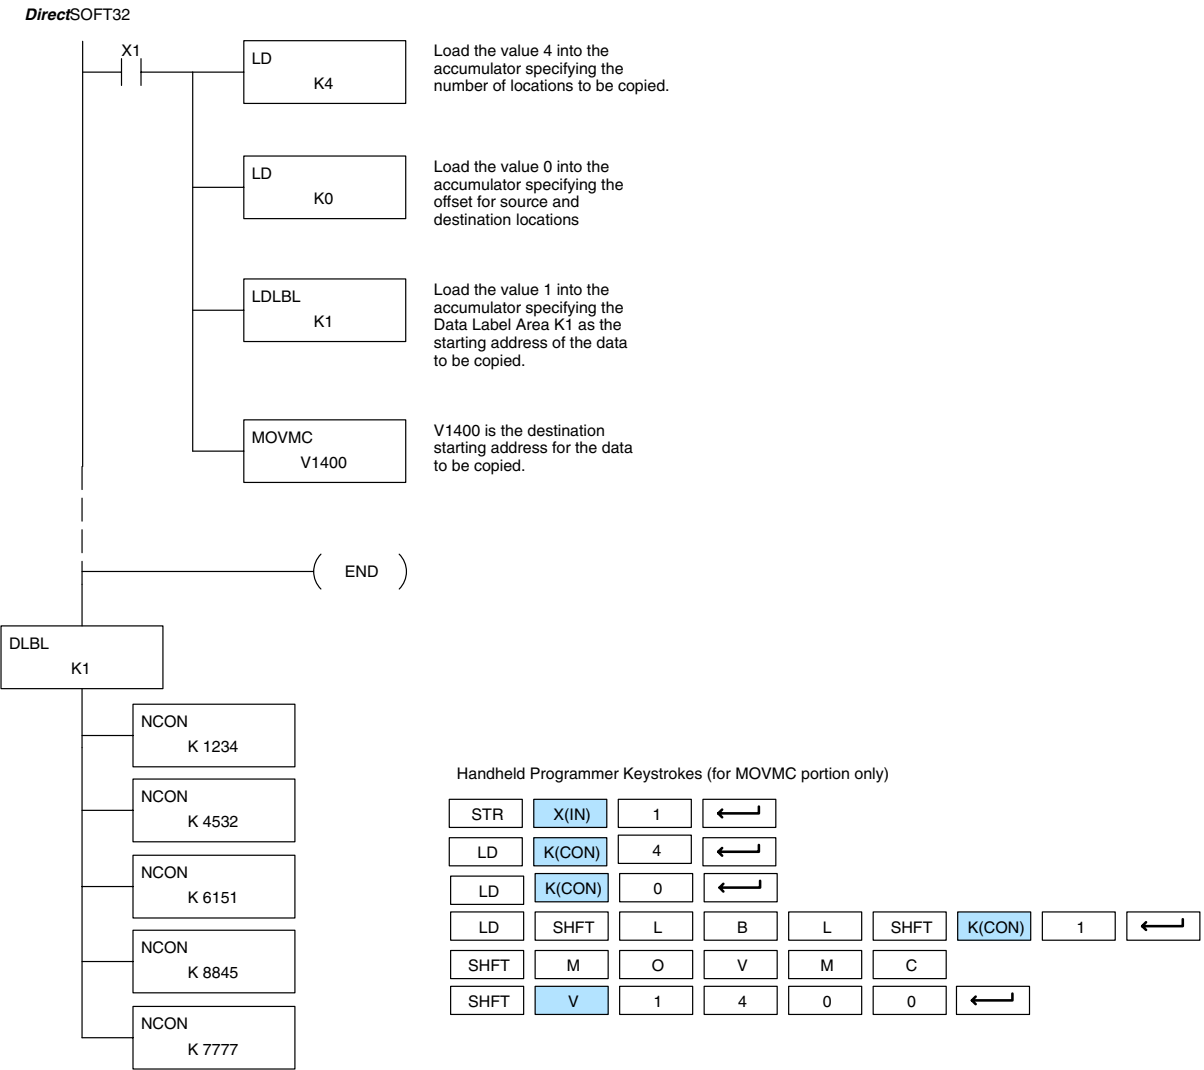 DirectSOFT32
X1
LD
K4
Load the value 4 into the
accumulator specifying the
number of locations to be copied.
LD
K0
Load the value 0 into the
accumulator specifying the
offset for source and
destination locations
LDLBL
K1
Load the value 1 into the
accumulator specifying the
Data Label Area K1 as the
starting address of the data
to be copied.
MOVMC
V1400
V1400 is the destination
starting address for the data
to be copied.
END
DLBL
K1
NCON
K 1234
NCON
K 4532
NCON
K 6151
NCON
K 8845
NCON
K 7777
Handheld Programmer Keystrokes (for MOVMC portion only)
STR X(IN) 1
LD K(CON) 4
LD K(CON) 0
LD SHFT L B L SHFT K(CON) 1
SHFT M O V M C
SHFT V 1 4 0 0